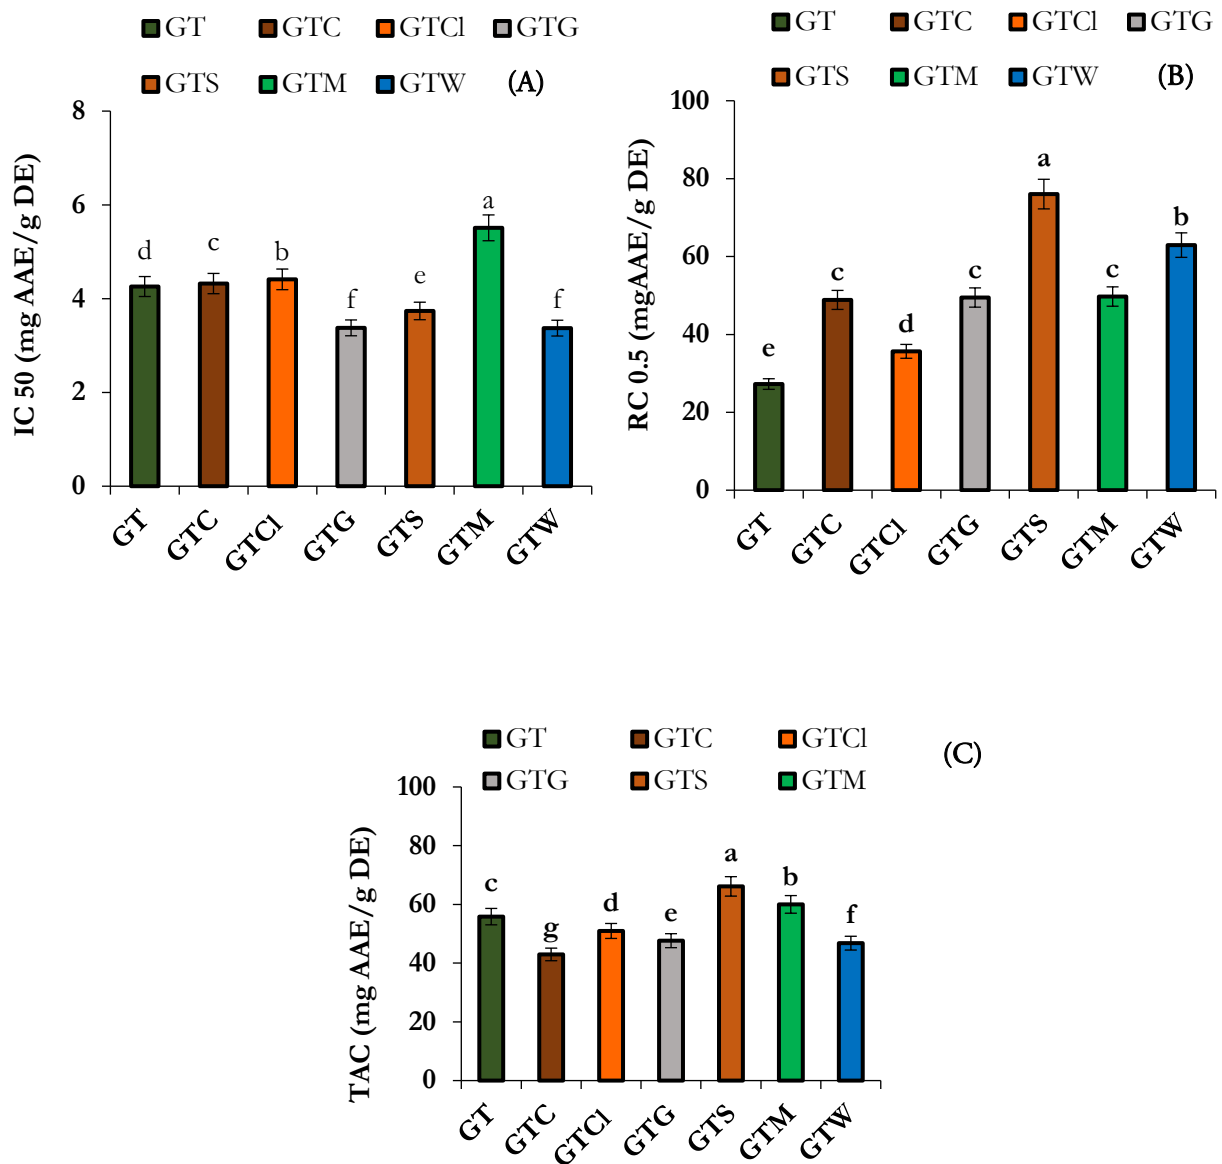 GT GTC GTCl GTG
GTS GTM GTW (A)
8
6
4
2
0
IC 50 (mg AAE/g DE)
d c b f e a f
GT GTC GTCl GTG GTS GTM GTW
GT GTC GTCl GTG
GTS GTM GTW (B)
100
80
60
40
20
0
RC 0.5 (mgAAE/g DE)
e c d c a c b
GT GTC GTCl GTG GTS GTM GTW
GT GTC GTCl (C)
GTG GTS GTM
100
80
60
40
20
0
TAC (mg AAE/g DE)
c g d e a b f
GT GTC GTCl GTG GTS GTM GTW